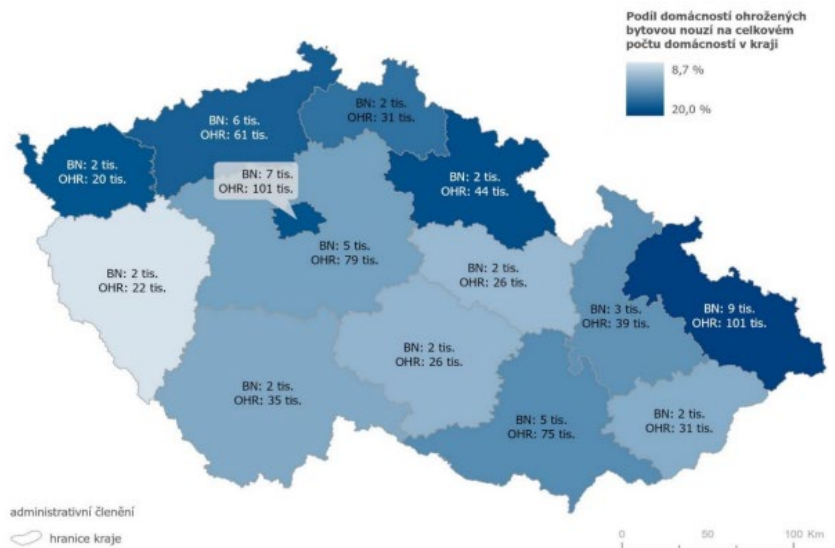 Podíl domácností ohrožených
bytovou nouzí na celkovém
počtu domácností v kraji
8,7 %
20,0 %
BN: 2 tis.
OHR: 31 tis.
BN: 6 tis.
OHR: 61 tis.
BN: 2 tis.
OHR: 20 tis.
BN: 7 tis.
OHR: 101 tis.
BN: 2 tis.
OHR: 44 tis.
BN: 5 tis.
OHR: 79 tis.
BN: 2 tis.
OHR: 22 tis.
BN: 2 tis.
OHR: 26 tis.
BN: 3 tis.
OHR: 39 tis.
BN: 9 tis.
OHR: 101 tis.
BN: 2 tis.
OHR: 26 tis.
BN: 2 tis.
OHR: 35 tis.
BN: 5 tis.
OHR: 75 tis.
BN: 2 tis.
OHR: 31 tis.
administrativní členění
hranice kraje
0 50 100 Km